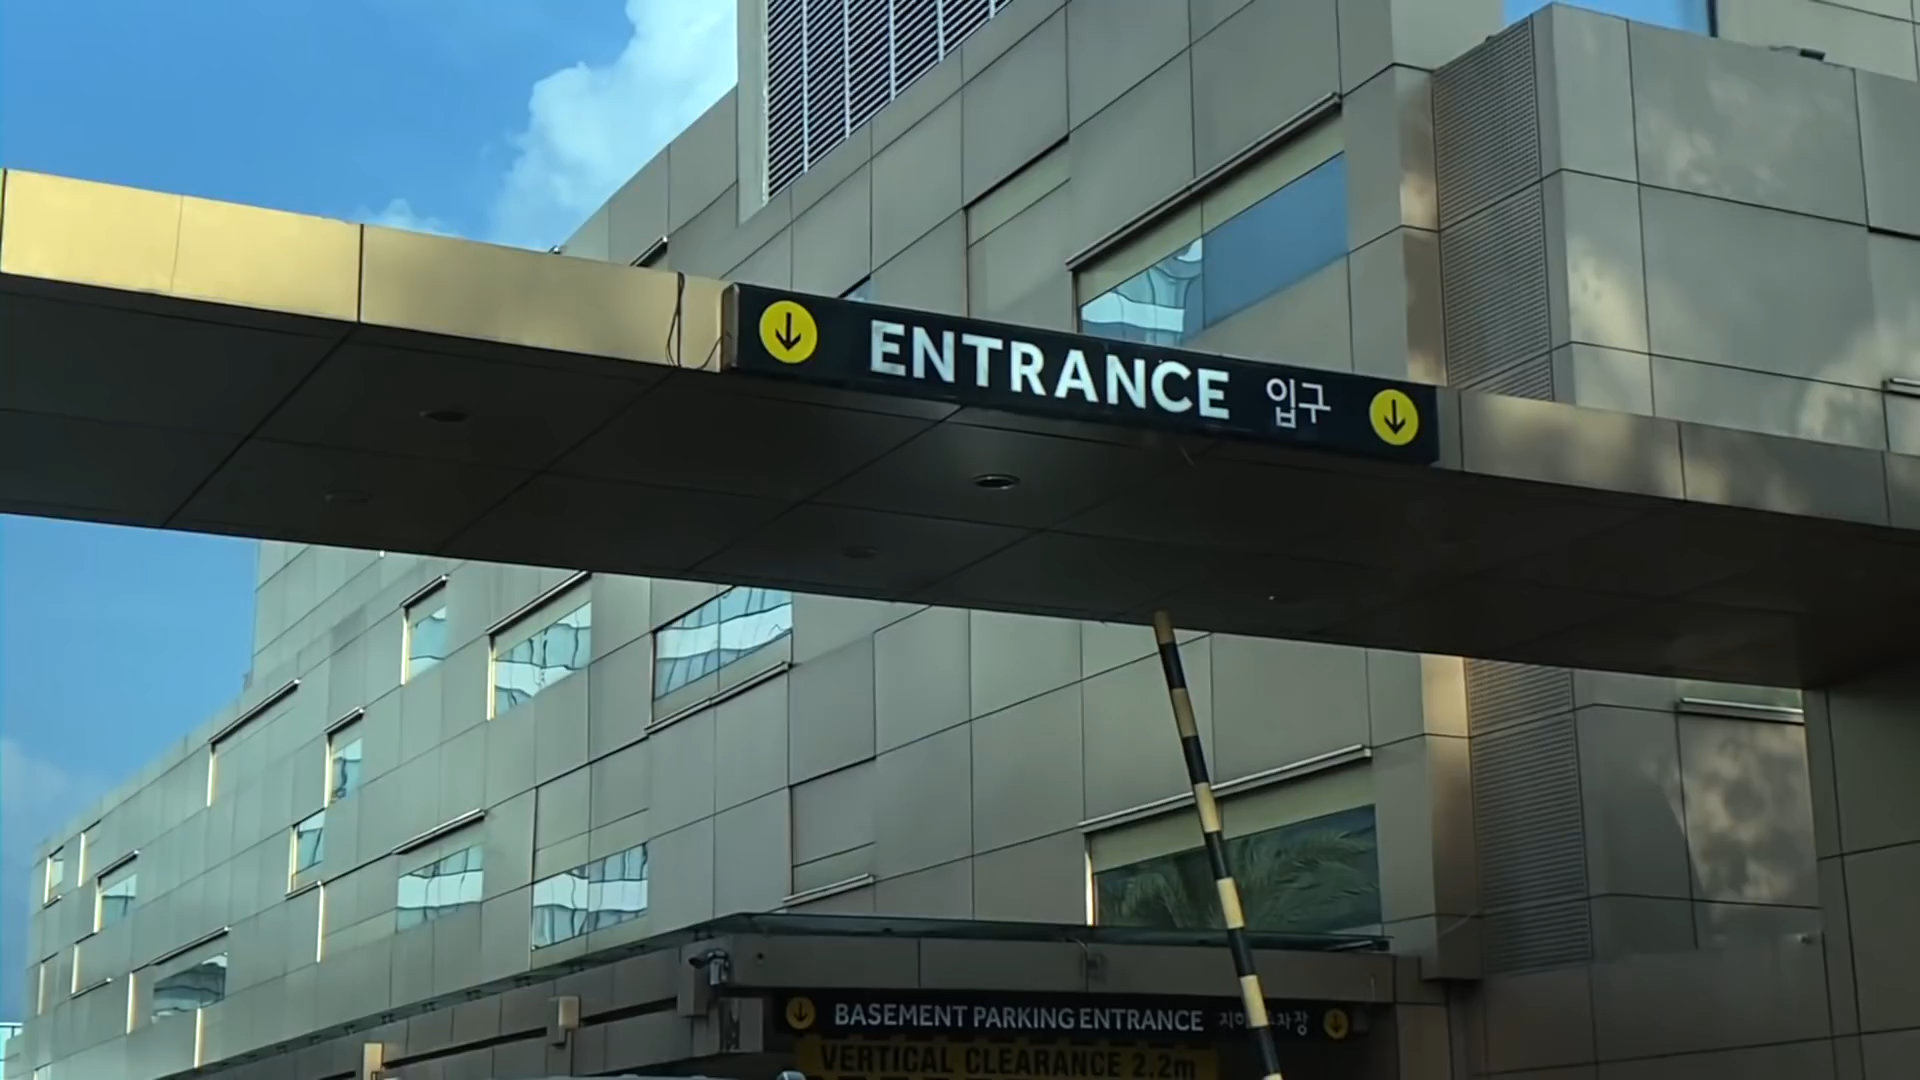 ENTRANCE 입구
BASEMENT PARKING ENTRANCE
VERTICAL CLEARANCE 2.2m